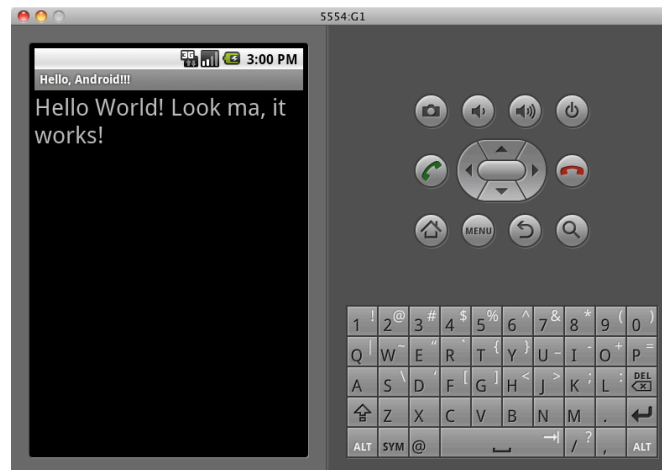 5554:G1
3G 3:00 PM
Hello, Android!!!
Hello World! Look ma, it
works!
MENU
1 ! 2 @ 3 # 4 $ 5 % 6 ^ 7 & 8 * 9 ( 0 )
Q | W ~ E " R ` T { Y } U _ I - O + P =
A S \ D ' F [ G ] H < J > K ; L : DEL
Z X C V B N M .
ALT SYM @ / ? , ALT